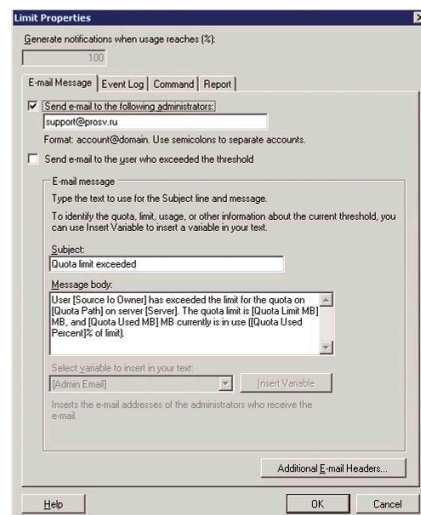 Limit Properties
Generate notifications when usage reaches (%):
100
E-mail Message
Event Log
Command
Report
Send e-mail to the following administrators:
support@prosv.ru
Format: account@domain. Use semicolons to separate accounts.
Send e-mail to the user who exceeded the threshold
E-mail message
Type the text to use for the Subject line and message.
To identify the quota, limit, usage, or other information about the current threshold, you
can use Insert Variable to insert a variable in your text.
Subject:
Quota limit exceeded
Message body:
User [Source Io Owner] has exceeded the limit for the quota on
[Quota Path] on server [Server]. The quota limit is [Quota Limit MB]
MB, and [Quota Used MB] MB currently is in use ([Quota Used
Percent]% of limit).
Select variable to insert in your text:
[Admin Email]
Insert Variable
Inserts the e-mail addresses of the administrators who receive the
e-mail.
Additional E-mail Headers...
Help
OK
Cancel